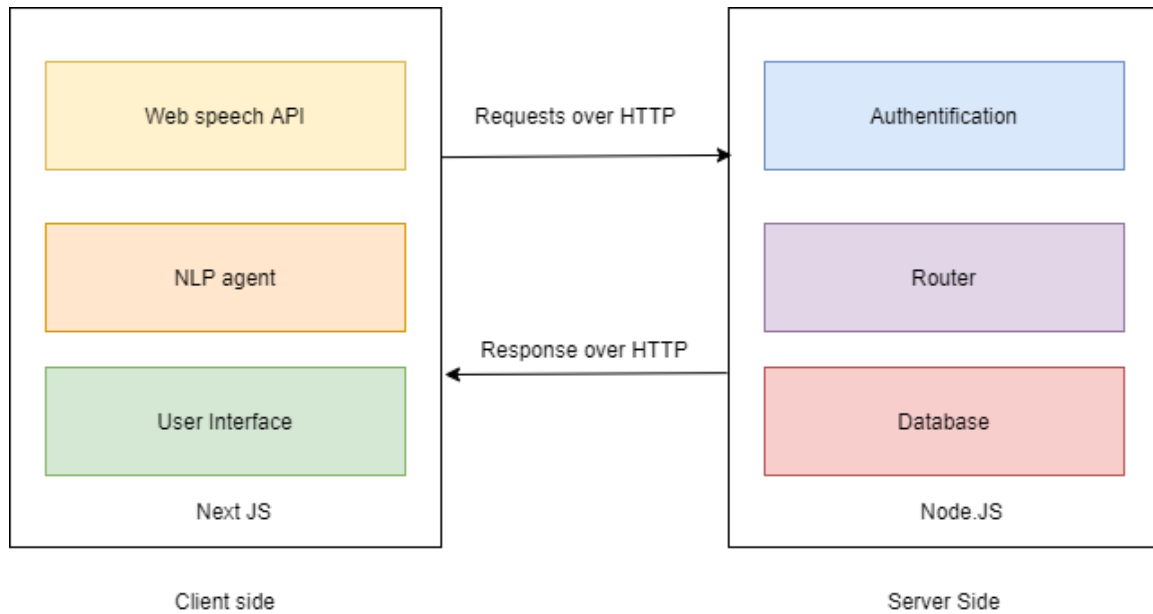 Web speech API
NLP agent
User Interface
Next JS
Client side
Requests over HTTP
Response over HTTP
Authentification
Router
Database
Node.JS
Server Side